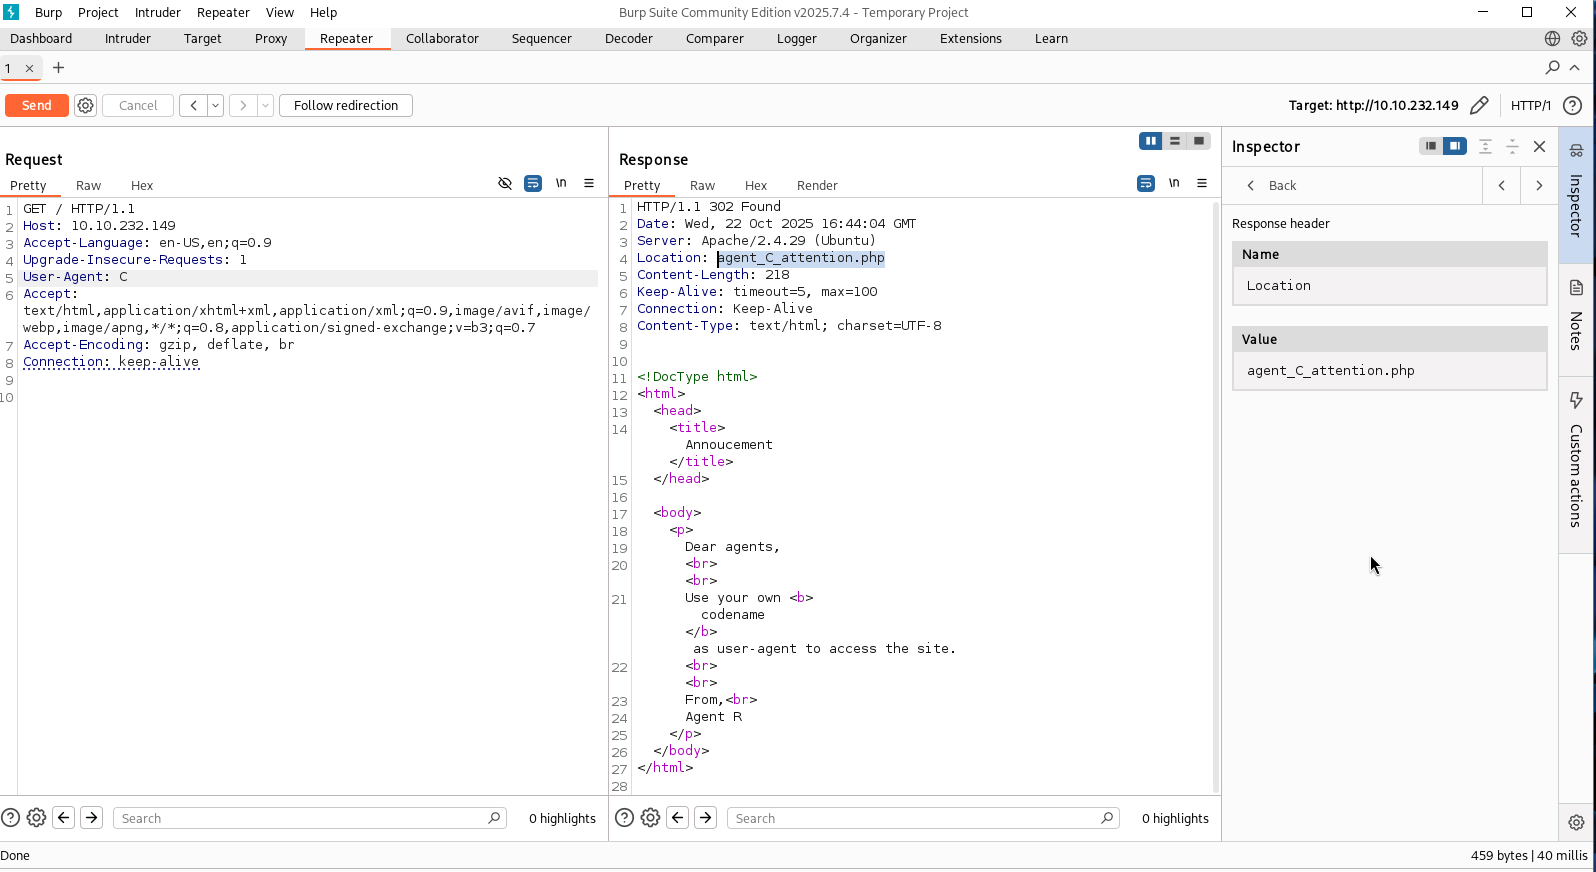 Burp Project Intruder Repeater View Help
Burp Suite Community Edition v2025.7.4 - Temporary Project
Dashboard Intruder Target Proxy Repeater Collaborator Sequencer Decoder Comparer Logger Organizer Extensions Learn
1 × +
Send Cancel Follow redirection
Target: http://10.10.232.149 HTTP/1
Request
Pretty Raw Hex
\n
1 GET / HTTP/1.1
2 Host: 10.10.232.149
3 Accept-Language: en-US,en;q=0.9
4 Upgrade-Insecure-Requests: 1
5 User-Agent: C
6 Accept:
text/html,application/xhtml+xml,application/xml;q=0.9,image/avif,image/
webp,image/apng,*/*;q=0.8,application/signed-exchange;v=b3;q=0.7
7 Accept-Encoding: gzip, deflate, br
8 Connection: keep-alive
9
10
Search
0 highlights
Response
Pretty Raw Hex Render
\n
1 HTTP/1.1 302 Found
2 Date: Wed, 22 Oct 2025 16:44:04 GMT
3 Server: Apache/2.4.29 (Ubuntu)
4 Location: agent_C_attention.php
5 Content-Length: 218
6 Keep-Alive: timeout=5, max=100
7 Connection: Keep-Alive
8 Content-Type: text/html; charset=UTF-8
9
10
11 <!DocType html>
12 <html>
13 <head>
14 <title>
Annoucement
</title>
15 </head>
16
17 <body>
18 <p>
19 Dear agents,
20 <br>
<br>
21 Use your own <b>
codename
</b>
as user-agent to access the site.
22 <br>
<br>
23 From,<br>
24 Agent R
25 </p>
26 </body>
27 </html>
28
Search
0 highlights
Inspector
Back
Response header
Name
Location
Value
agent_C_attention.php
Inspector
Notes
Custom actions
Done
459 bytes | 40 millis